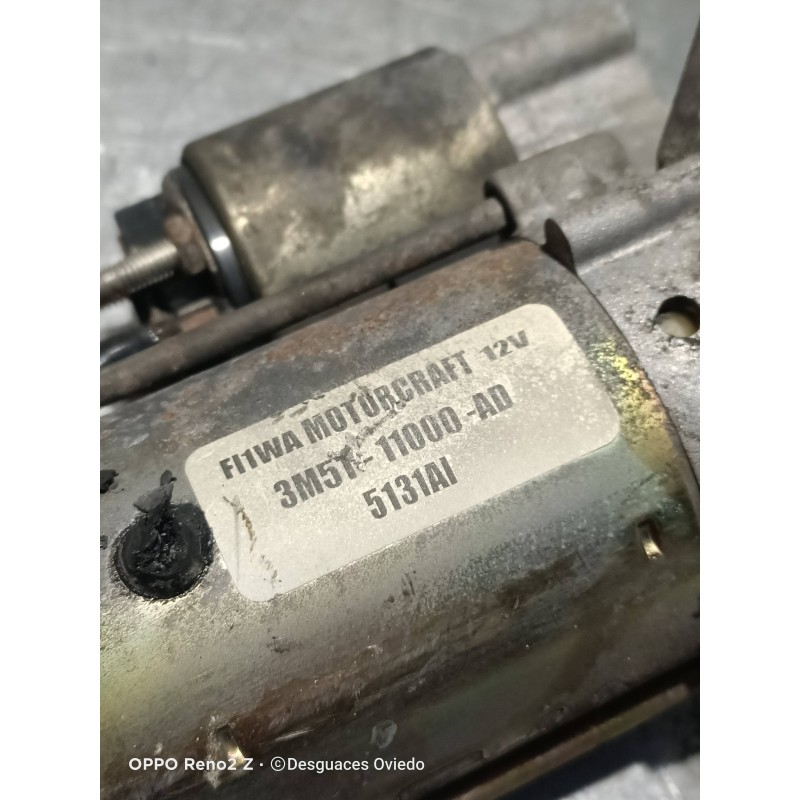 FI1WA MOTORCRAFT 12V
3M5T - 11000 -AD
5131AI
OPPO Reno2 Z · ©Desguaces Oviedo